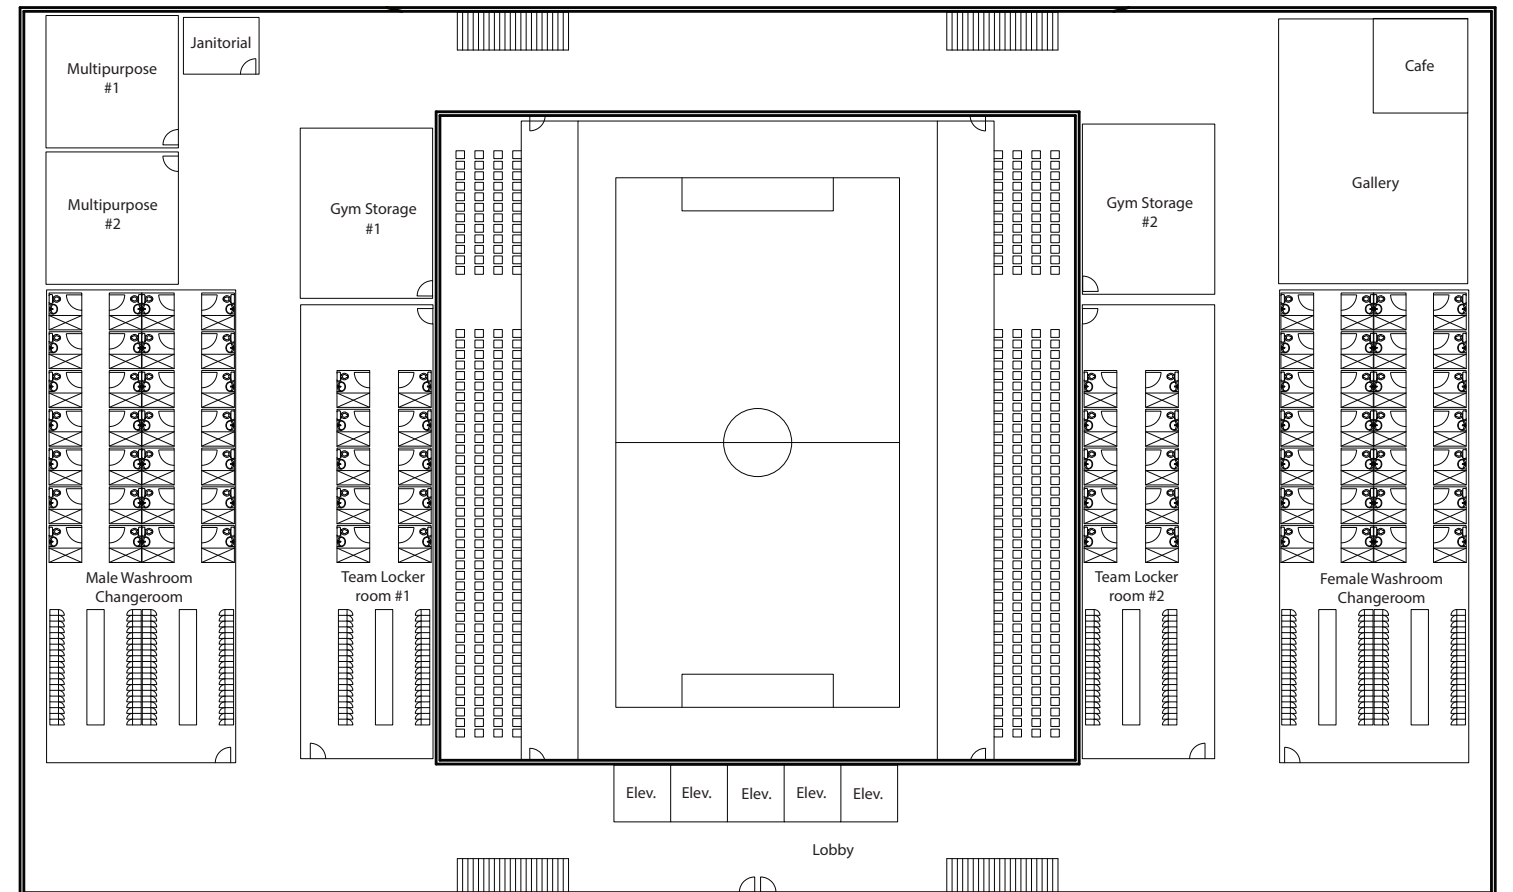 Janitorial
Multipurpose
#1
Cafe
Multipurpose
#2
Gym Storage
#1
Gym Storage
#2
Gallery
Male Washroom
Changeroom
Team Locker
room #1
Team Locker
room #2
Female Washroom
Changeroom
Elev.
Elev.
Elev.
Elev.
Elev.
Lobby